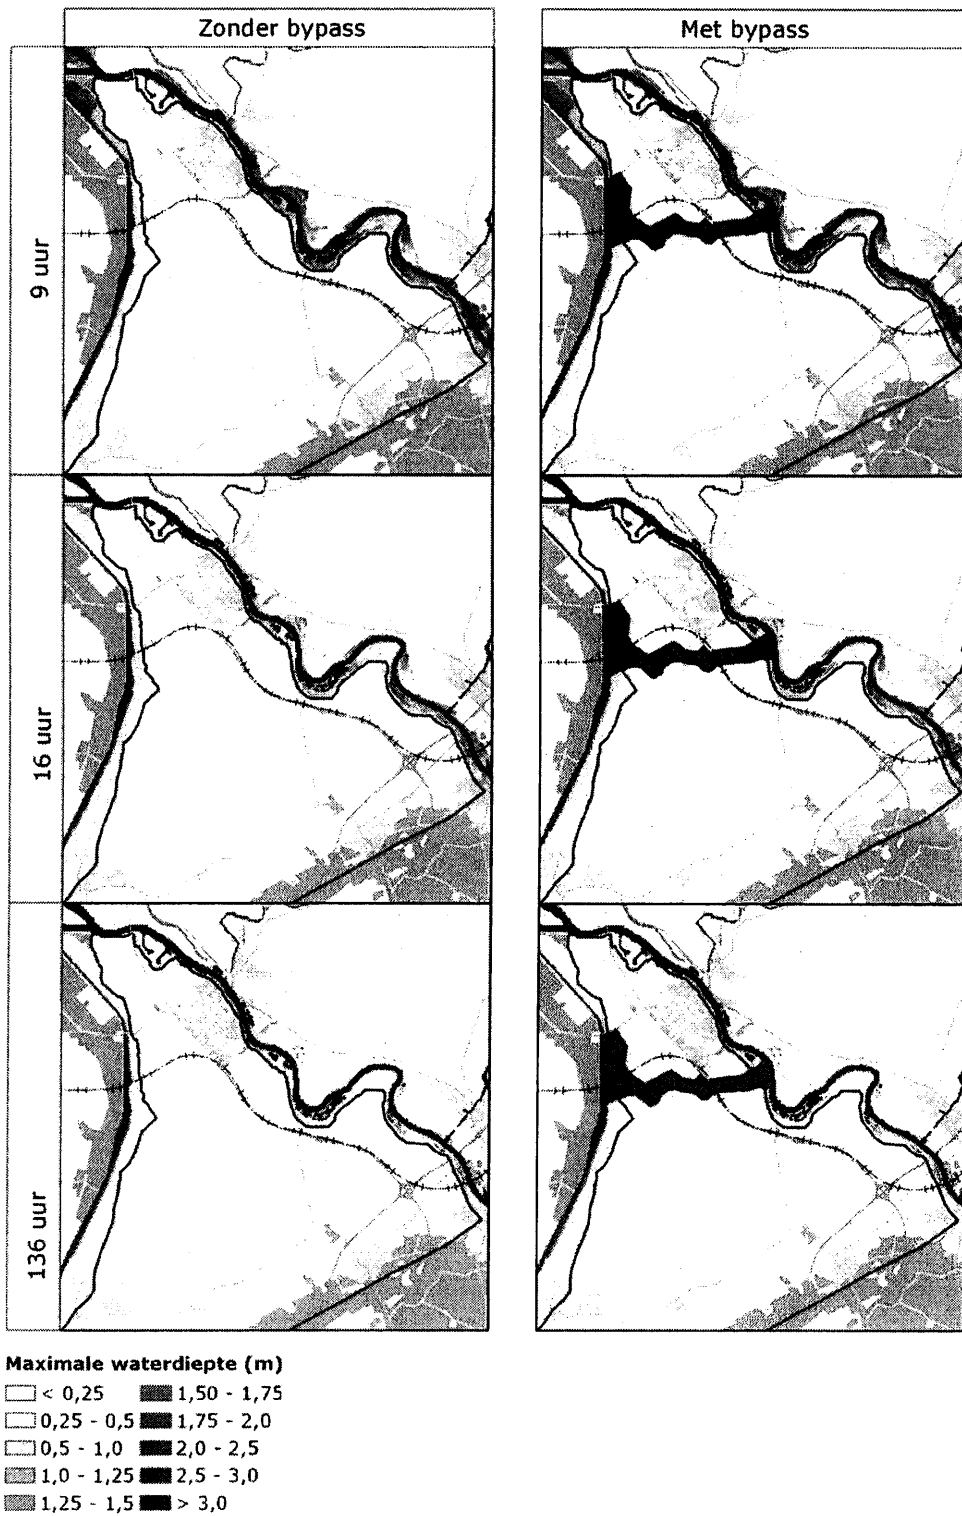 Zonder bypass
Met bypass
9 uur
16 uur
136 uur
Maximale waterdiepte (m)
< 0,25
1,50 - 1,75
0,25 - 0,5
1,75 - 2,0
0,5 - 1,0
2,0 - 2,5
1,0 - 1,25
2,5 - 3,0
1,25 - 1,5
> 3,0